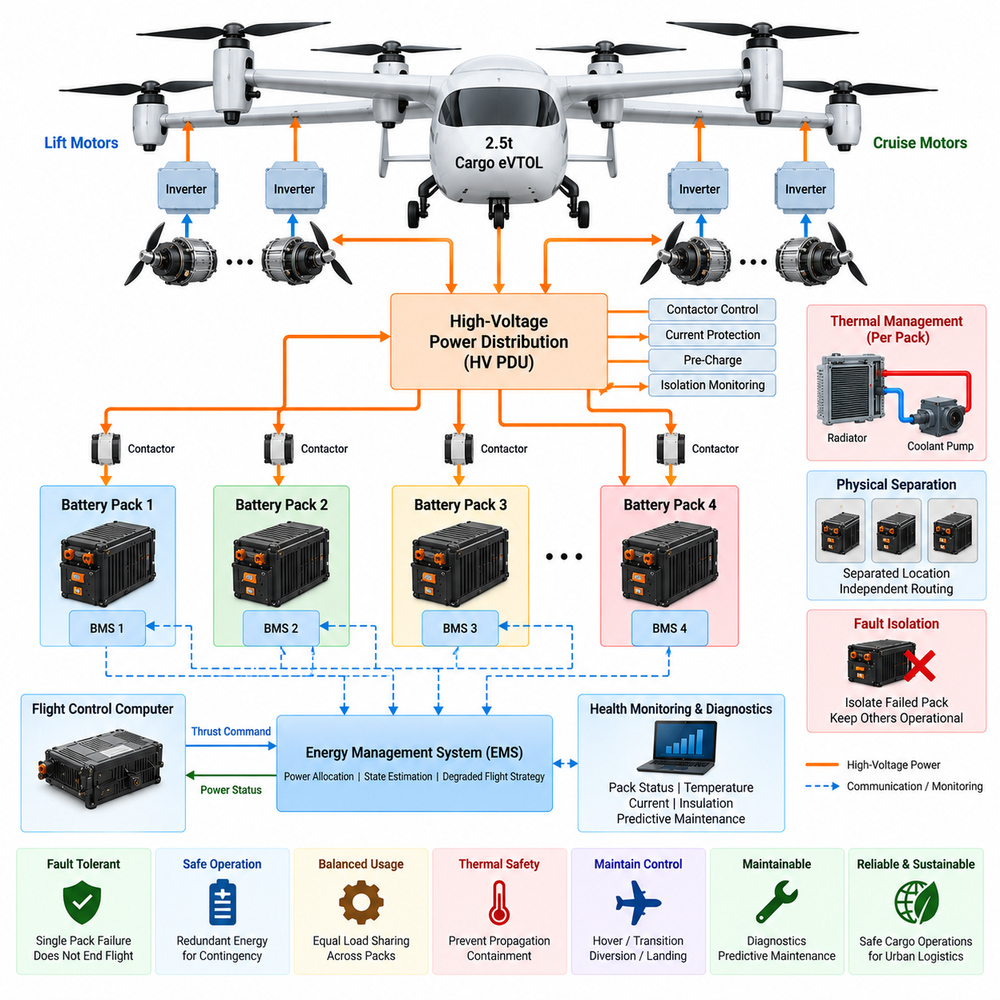 2.5t
Cargo eVTOL
Lift Motors
Cruise Motors
Inverter
Inverter
Inverter
Inverter
High-Voltage
Power Distribution
(HV PDU)
Contactor Control
Current Protection
Pre-Charge
Isolation Monitoring
Thermal Management
(Per Pack)
Radiator
Coolant Pump
Contactor
Contactor
Contactor
Contactor
Battery Pack 1
Battery Pack 2
Battery Pack 3
Battery Pack 4
BMS 1
BMS 2
BMS 3
BMS 4
Physical Separation
Separated Location
Independent Routing
Fault Isolation
Isolate Failed Pack
Keep Others Operational
Flight Control Computer
Thrust Command
Power Status
Energy Management System (EMS)
Power Allocation | State Estimation | Degraded Flight Strategy
Health Monitoring & Diagnostics
Pack Status | Temperature
Current | Insulation
Predictive Maintenance
High-Voltage Power
Communication / Monitoring
Fault Tolerant
Single Pack Failure
Does Not End Flight
Safe Operation
Redundant Energy
for Contingency
Balanced Usage
Equal Load Sharing
Across Packs
Thermal Safety
Prevent Propagation
Containment
Maintain Control
Hover / Transition
Diversion / Landing
Maintainable
Diagnostics
Predictive Maintenance
Reliable & Sustainable
Safe Cargo Operations
for Urban Logistics